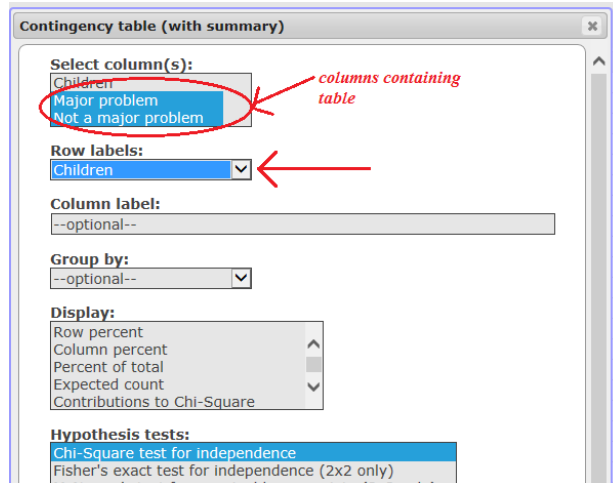 Contingency table (with summary)
Select column(s):
Children
Major problem
Not a major problem
columns containing
table
Row labels:
Children
Column label:
--optional--
Group by:
--optional--
Display:
Row percent
Column percent
Percent of total
Expected count
Contributions to Chi-Square
Hypothesis tests:
Chi-Square test for independence
Fisher's exact test for independence (2x2 only)